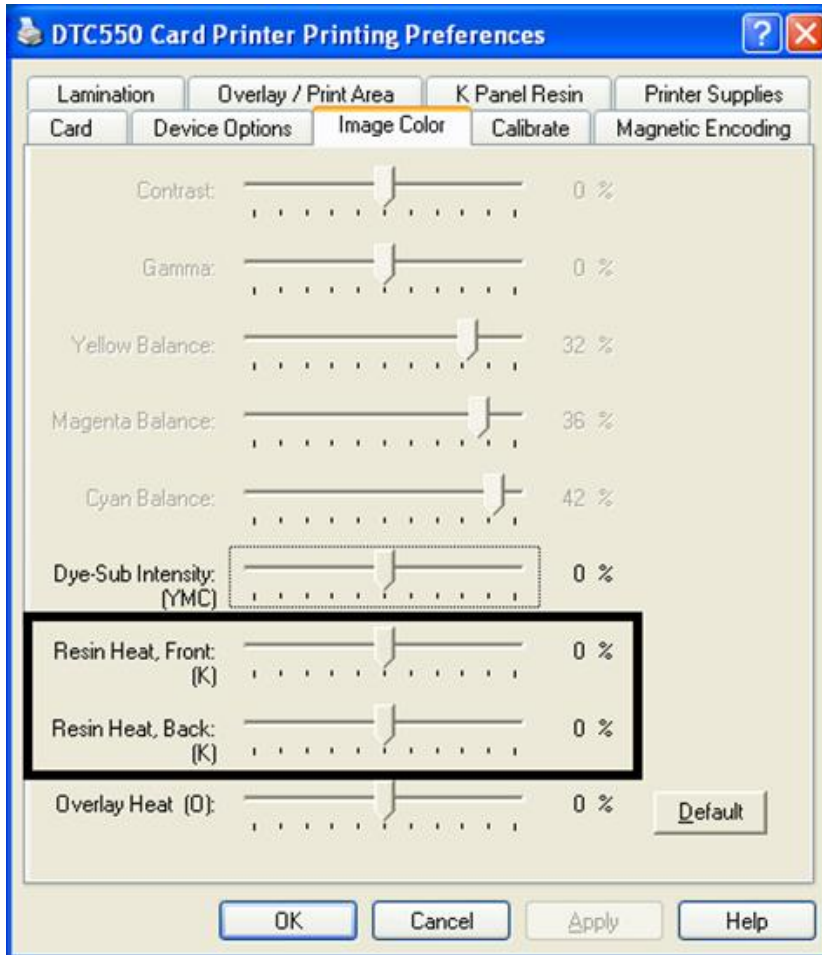 DTC550 Card Printer Printing Preferences
Lamination Overlay / Print Area K Panel Resin Printer Supplies
Card Device Options Image Color Calibrate Magnetic Encoding
Contrast: 0 %
Gamma: 0 %
Yellow Balance: 32 %
Magenta Balance: 36 %
Cyan Balance: 42 %
Dye-Sub Intensity: 0 %
(YMC)
Resin Heat, Front: 0 %
(K)
Resin Heat, Back: 0 %
(K)
Overlay Heat (O): 0 % Default
OK Cancel Apply Help